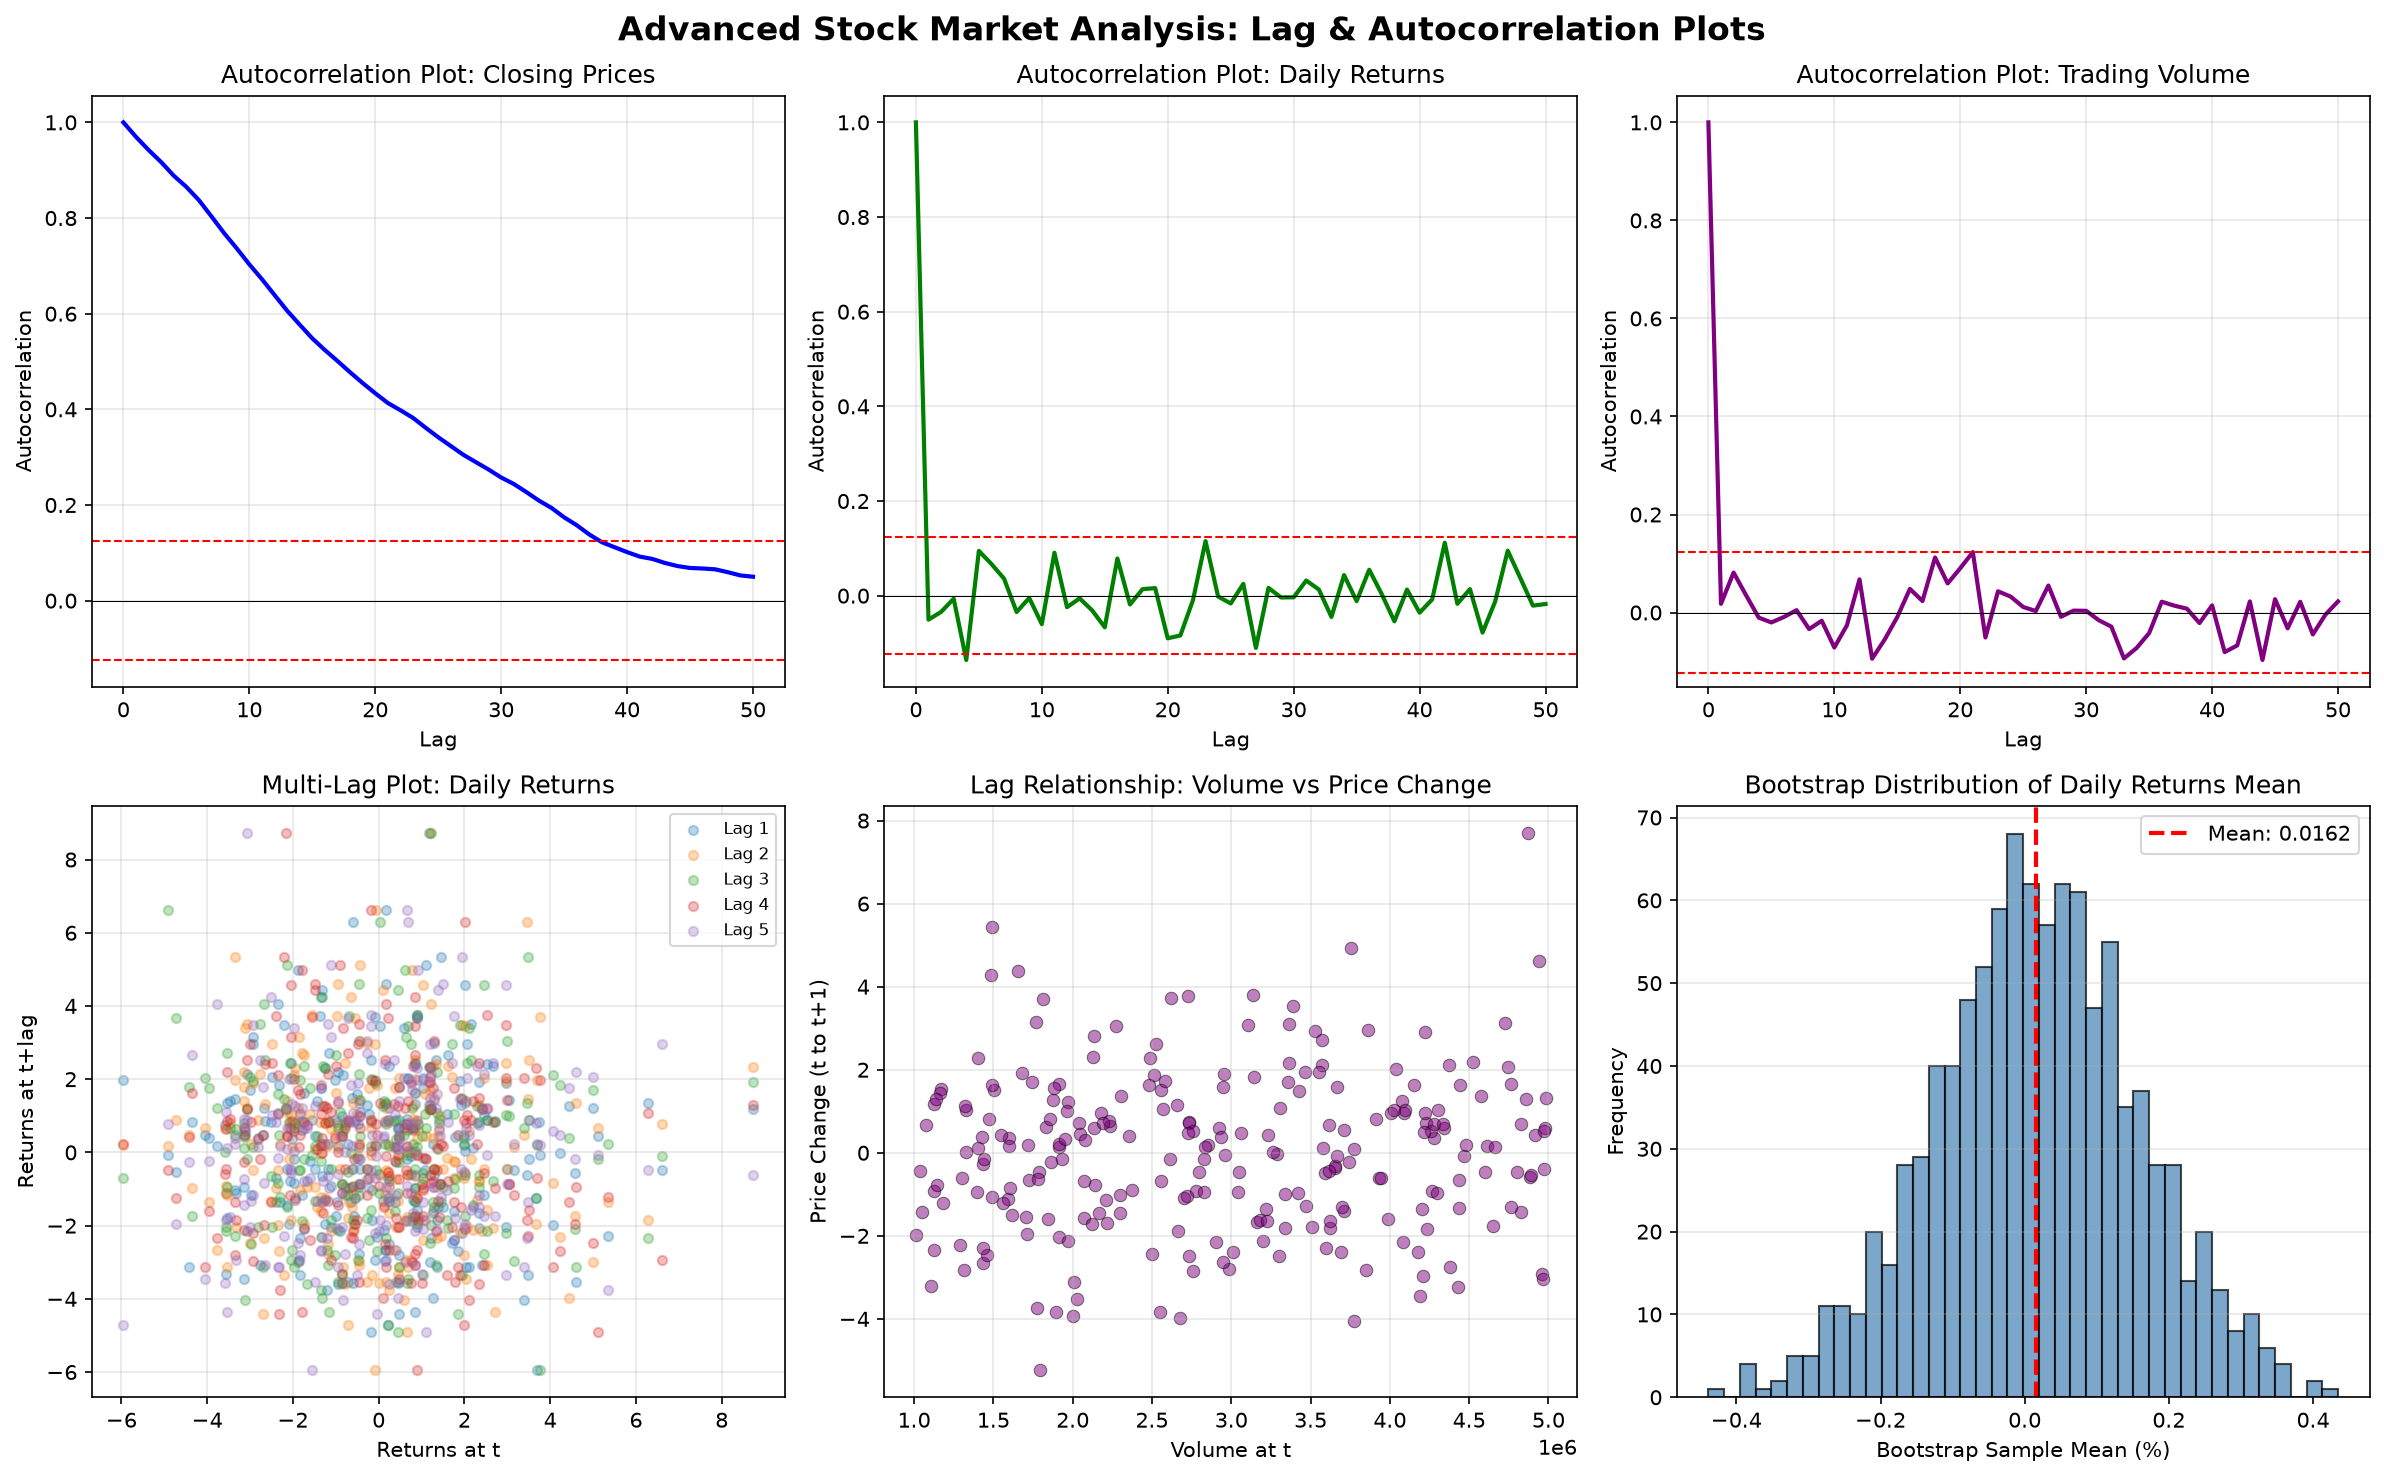 Advanced Stock Market Analysis: Lag & Autocorrelation Plots
Autocorrelation Plot: Closing Prices
Autocorrelation
1.0
0.8
0.6
0.4
0.2
0.0
0 10 20 30 40 50
Lag
Autocorrelation Plot: Daily Returns
Autocorrelation
1.0
0.8
0.6
0.4
0.2
0.0
0 10 20 30 40 50
Lag
Autocorrelation Plot: Trading Volume
Autocorrelation
1.0
0.8
0.6
0.4
0.2
0.0
0 10 20 30 40 50
Lag
Multi-Lag Plot: Daily Returns
Returns at t+lag
8
6
4
2
0
−2
−4
−6
Lag 1
Lag 2
Lag 3
Lag 4
Lag 5
−6 −4 −2 0 2 4 6 8
Returns at t
Lag Relationship: Volume vs Price Change
Price Change (t to t+1)
8
6
4
2
0
−2
−4
1.0 1.5 2.0 2.5 3.0 3.5 4.0 4.5 5.0
1e6
Volume at t
Bootstrap Distribution of Daily Returns Mean
Frequency
70
60
50
40
30
20
10
0
Mean: 0.0162
−0.4 −0.2 0.0 0.2 0.4
Bootstrap Sample Mean (%)